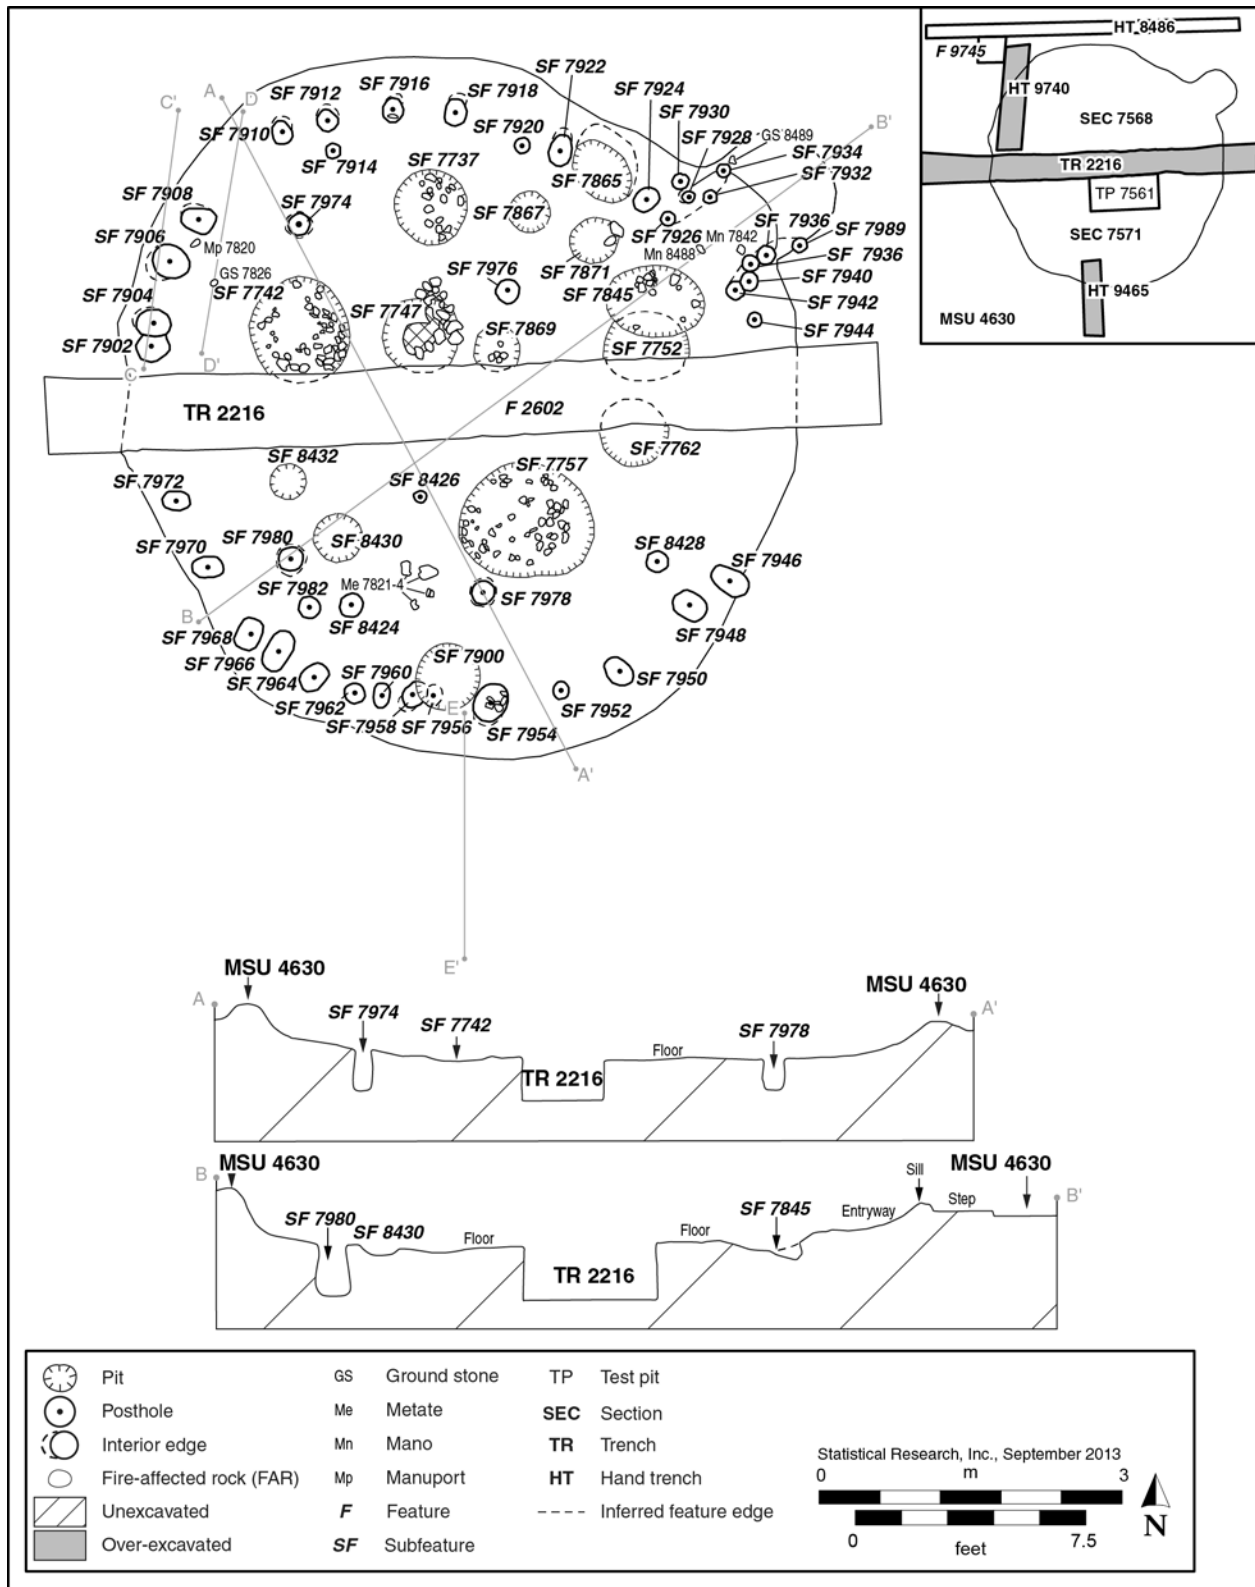 HT 8486
F 9745
HT 9740
SEC 7568
TR 2216
TP 7561
SEC 7571
HT 9465
MSU 4630
C'
A
D
B'
SF 7912
SF 7916
SF 7918
SF 7922
SF 7924
SF 7930
SF 7910
SF 7920
SF 7928
GS 8489
SF 7914
SF 7737
SF 7934
SF 7865
SF 7932
SF 7908
SF 7974
SF 7867
SF 7906
Mp 7820
SF 7926
Mn 7842
SF 7936
SF 7989
Mn 8488
SF 7976
SF 7871
SF 7936
GS 7826
SF 7904
SF 7742
SF 7845
SF 7940
SF 7747
SF 7869
SF 7942
SF 7902
SF 7752
SF 7944
C
D'
TR 2216
F 2602
SF 8432
SF 7762
SF 7972
SF 8426
SF 7757
SF 7970
SF 7980
SF 8430
SF 8428
SF 7946
SF 7982
Me 7821-4
SF 7978
B
SF 8424
SF 7948
SF 7968
SF 7966
SF 7900
SF 7964
SF 7960
SF 7950
SF 7962
E
SF 7952
SF 7958
SF 7956
SF 7954
A'
E'
MSU 4630
MSU 4630
A
A'
SF 7974
SF 7742
SF 7978
Floor
TR 2216
B
MSU 4630
Sill
MSU 4630
B'
Step
SF 7980
SF 8430
Floor
Floor
SF 7845
Entryway
TR 2216
Pit
Posthole
Interior edge
Fire-affected rock (FAR)
Unexcavated
Over-excavated
GS Ground stone
Me Metate
Mn Mano
Mp Manuport
F Feature
SF Subfeature
TP Test pit
SEC Section
TR Trench
HT Hand trench
Inferred feature edge
Statistical Research, Inc., September 2013
0 m 3
0 feet 7.5
N